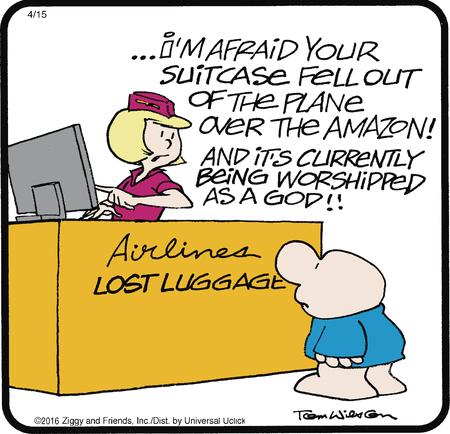 4/15
...i'M AFRAiD YOUR
SUiTCASE FELL OUT
OF THE PLANE
OVER THE AMAZON!
AND iT'S CURRENTLY
BEiNG WORSHiPPED
AS A GOD!!
Airlines
LOST LUGGAGE
©2016 Ziggy and Friends, Inc./Dist. by Universal Uclick
Tom Wilson